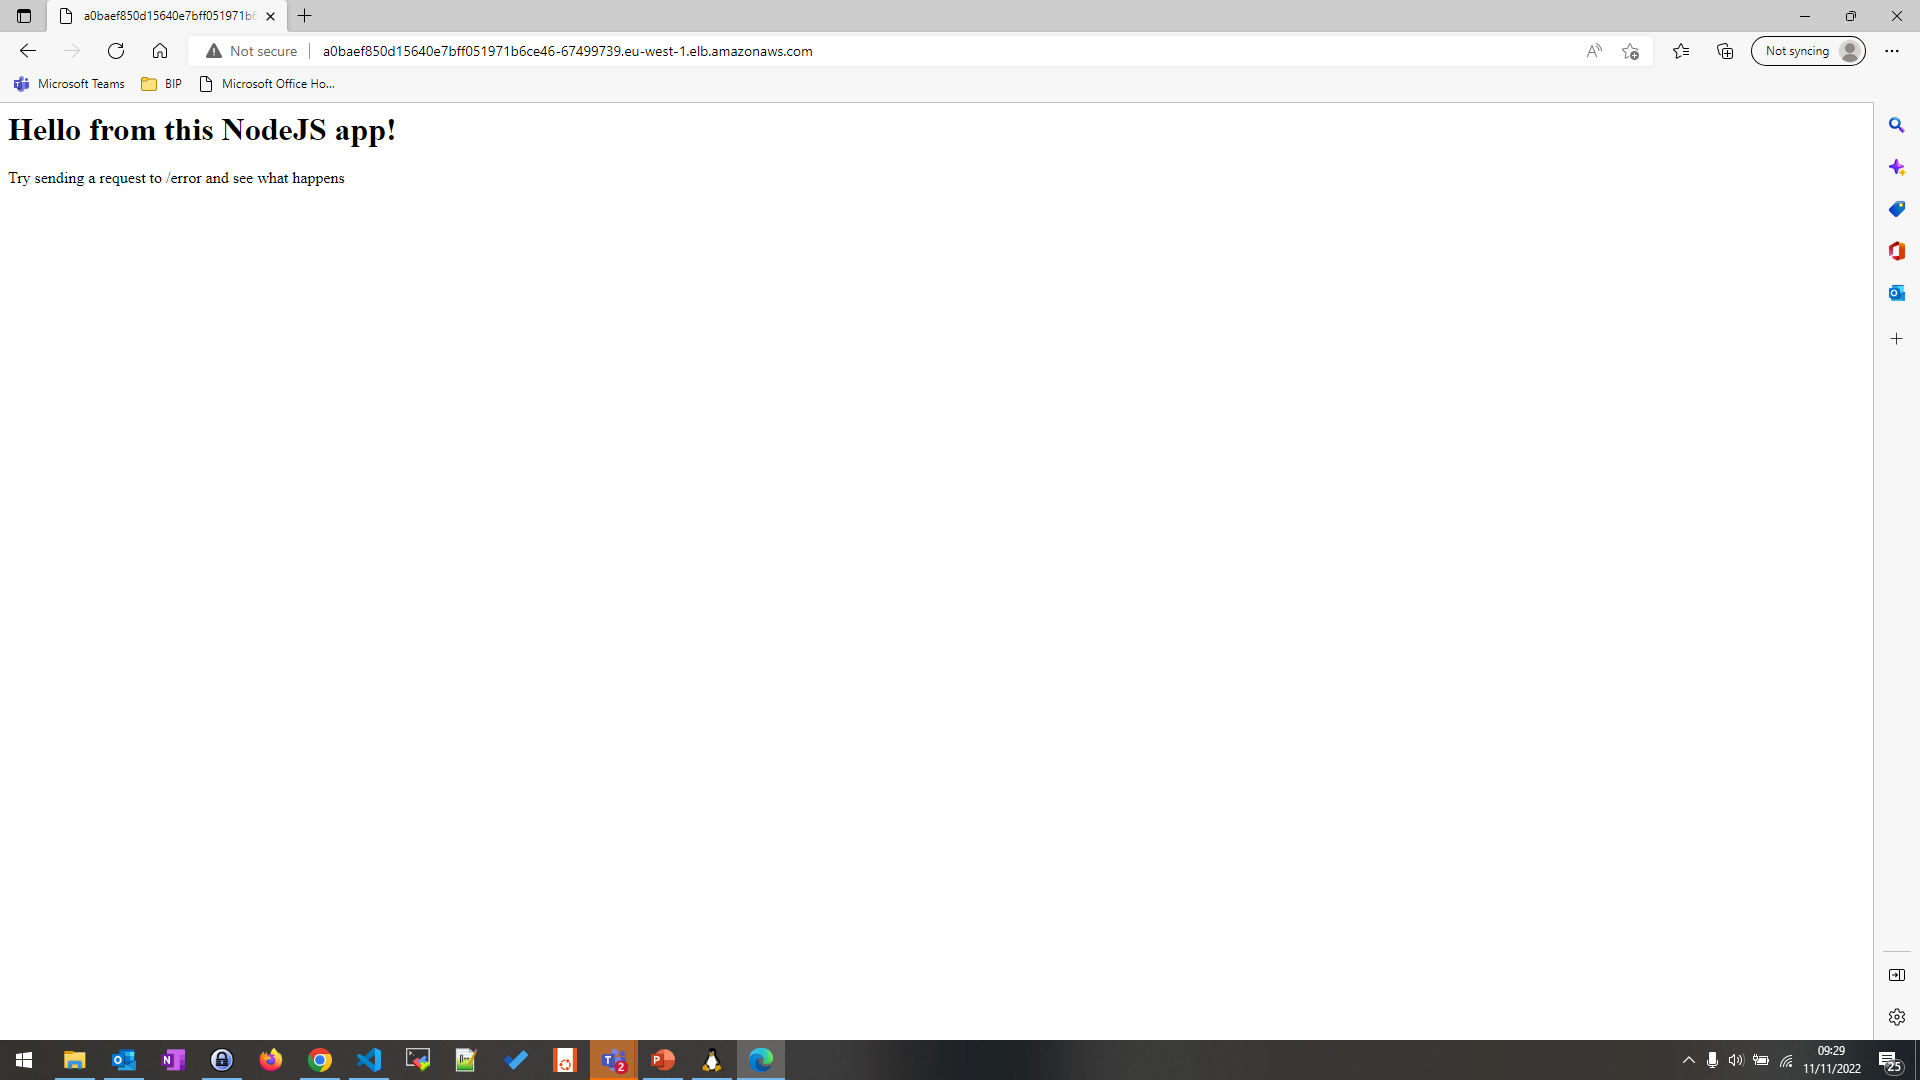 a0baef850d15640e7bff051971b6
Not secure
a0baef850d15640e7bff051971b6ce46-67499739.eu-west-1.elb.amazonaws.com
Not syncing
Microsoft Teams
BIP
Microsoft Office Ho...
Hello from this NodeJS app!
Try sending a request to /error and see what happens
2
09:29
11/11/2022
25